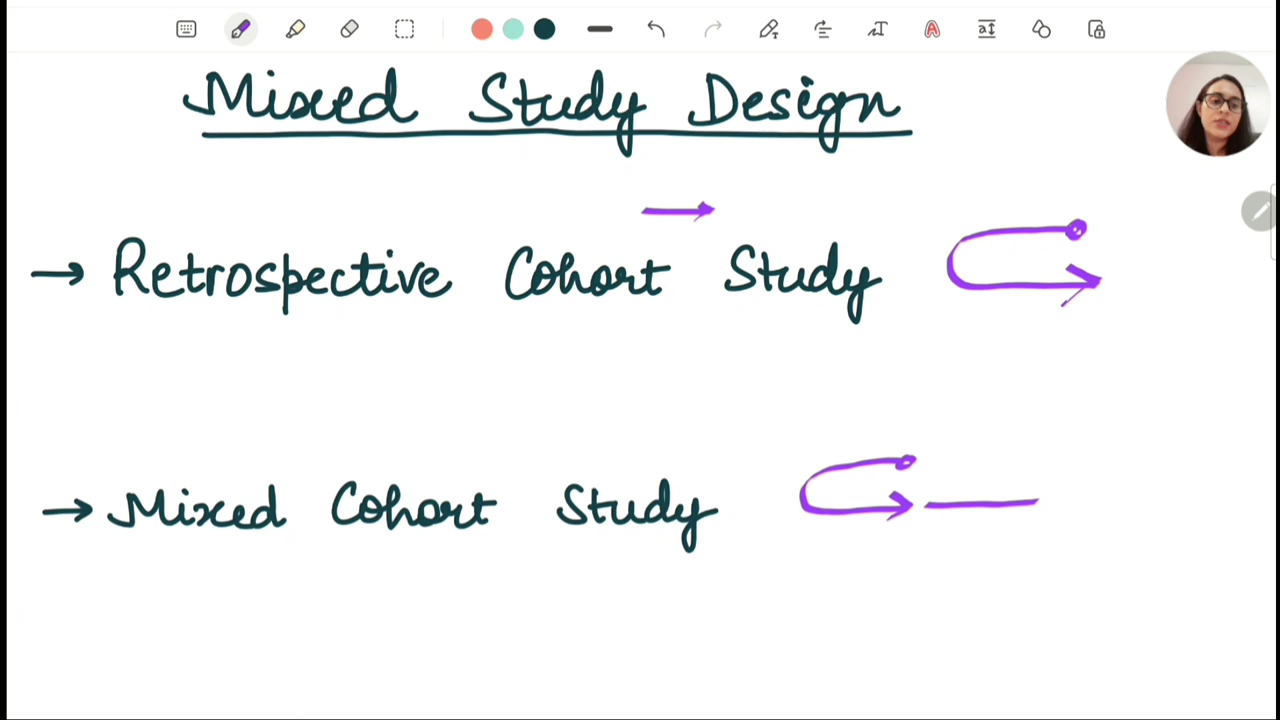 Mixed Study Design
→ Retrospective Cohort Study
→ Mixed Cohort Study